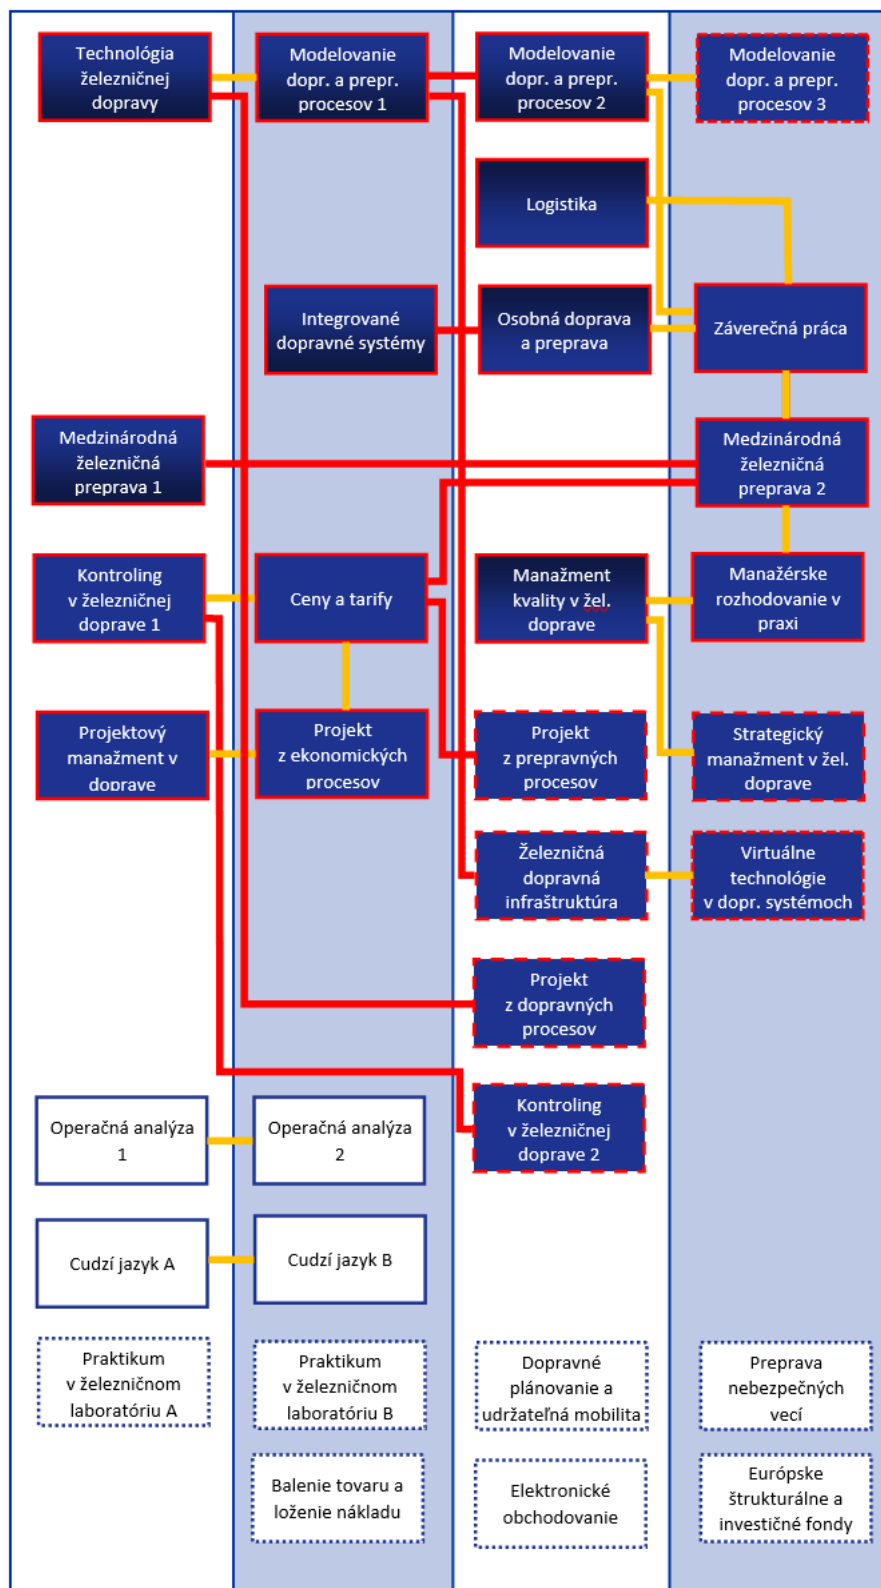 Technológia
železničnej
dopravy
Modelovanie
dopr. a prepr.
procesov 1
Modelovanie
dopr. a prepr.
procesov 2
Modelovanie
dopr. a prepr.
procesov 3
Logistika
Integrované
dopravné systémy
Osobná doprava
a preprava
Záverečná práca
Medzinárodná
železničná
preprava 1
Medzinárodná
železničná
preprava 2
Kontroling
v železničnej
doprave 1
Ceny a tarify
Manažment
kvality v žel.
doprave
Manažérske
rozhodovanie v
praxi
Projektový
manažment v
doprave
Projekt
z ekonomických
procesov
Projekt
z prepravných
procesov
Strategický
manažment v žel.
doprave
Železničná
dopravná
infraštruktúra
Virtuálne
technológie
v dopr. systémoch
Projekt
z dopravných
procesov
Kontroling
v železničnej
doprave 2
Operačná analýza
1
Operačná analýza
2
Cudzí jazyk A
Cudzí jazyk B
Praktikum
v železničnom
laboratóriu A
Praktikum
v železničnom
laboratóriu B
Dopravné
plánovanie a
udržateľná mobilita
Preprava
nebezpečných
vecí
Balenie tovaru a
loženie nákladu
Elektronické
obchodovanie
Európske
štrukturálne a
investičné fondy